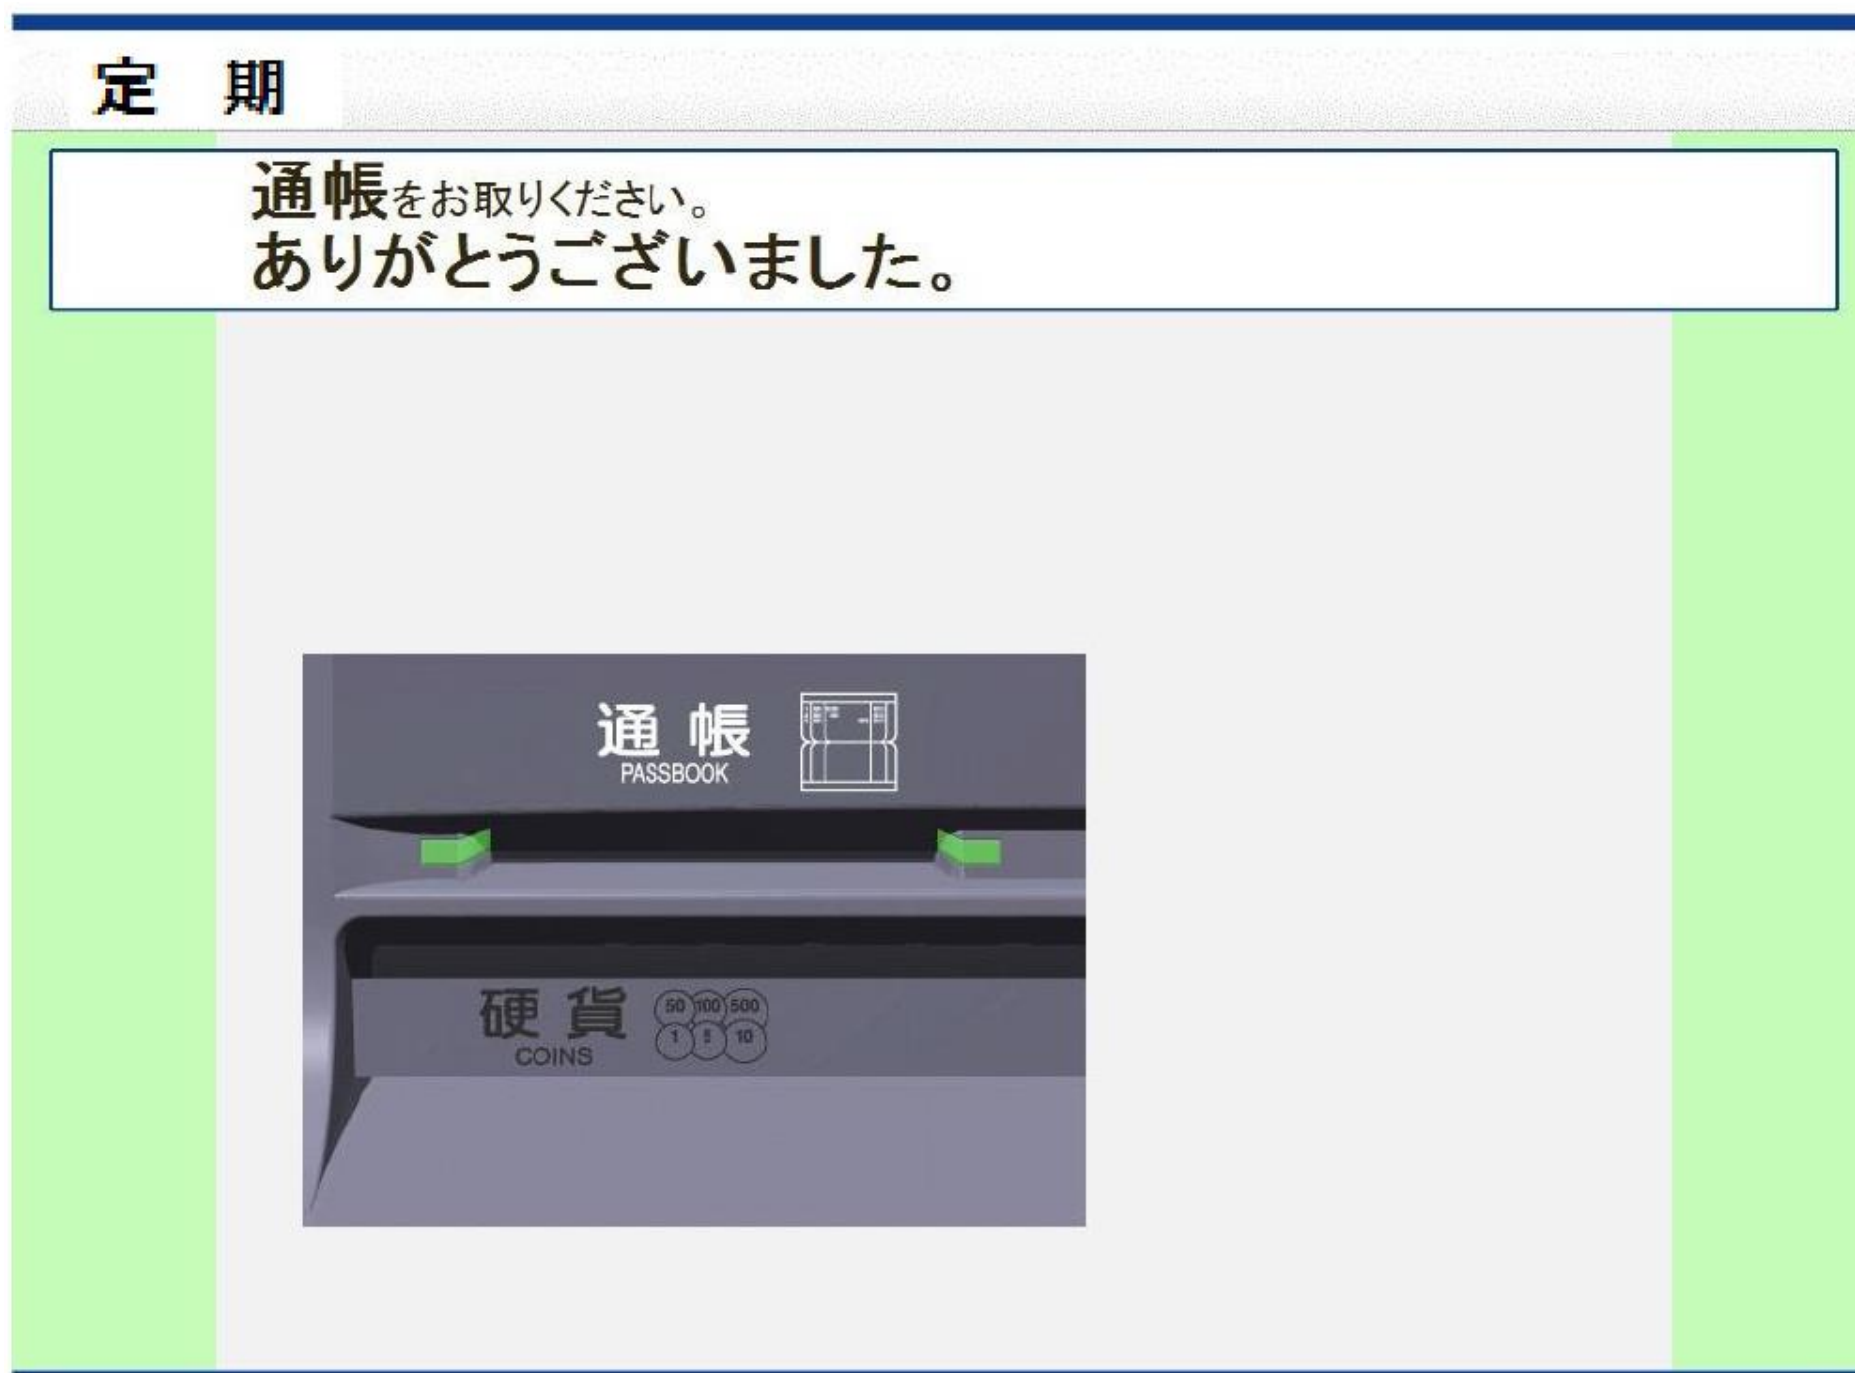 定 期
通帳をお取りください。
ありがとうございました。
通 帳
PASSBOOK
硬 貨
COINS
50 100 500
1 5 10